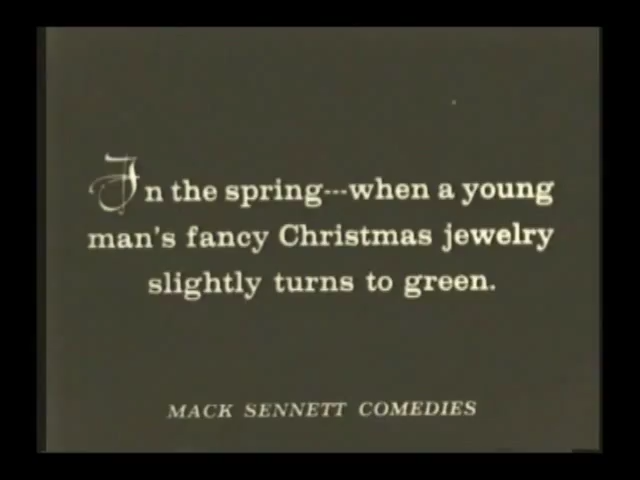 In the spring---when a young
man's fancy Christmas jewelry
slightly turns to green.
MACK SENNETT COMEDIES